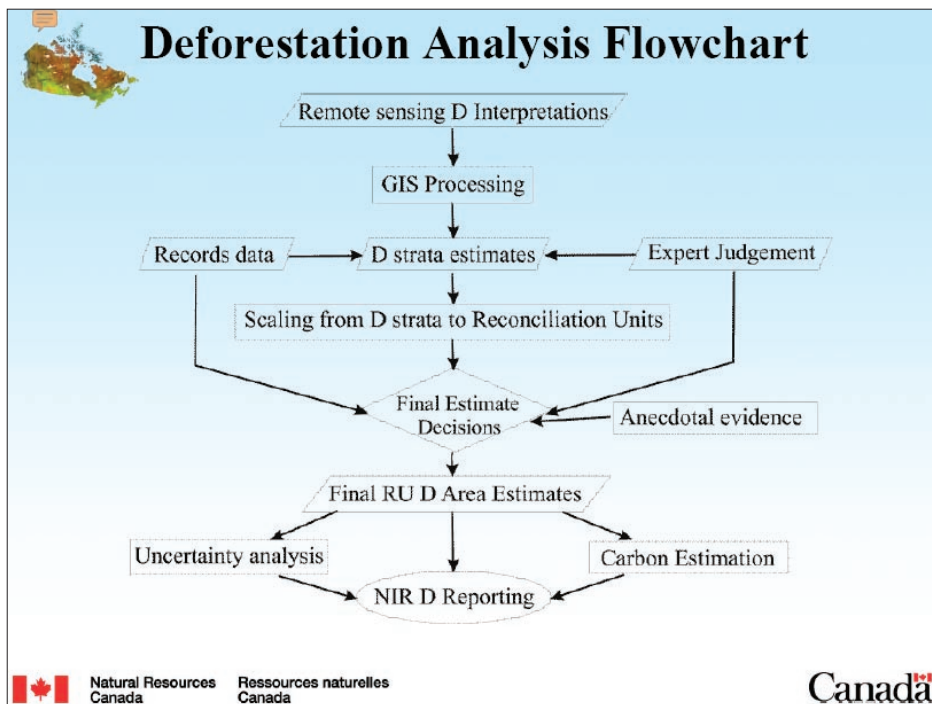 Deforestation Analysis Flowchart
Remote sensing D Interpretations
GIS Processing
Records data
D strata estimates
Expert Judgement
Scaling from D strata to Reconciliation Units
Final Estimate
Decisions
Anecdotal evidence
Final RU D Area Estimates
Uncertainty analysis
Carbon Estimation
NIR D Reporting
Natural Resources
Canada
Ressources naturelles
Canada
Canada